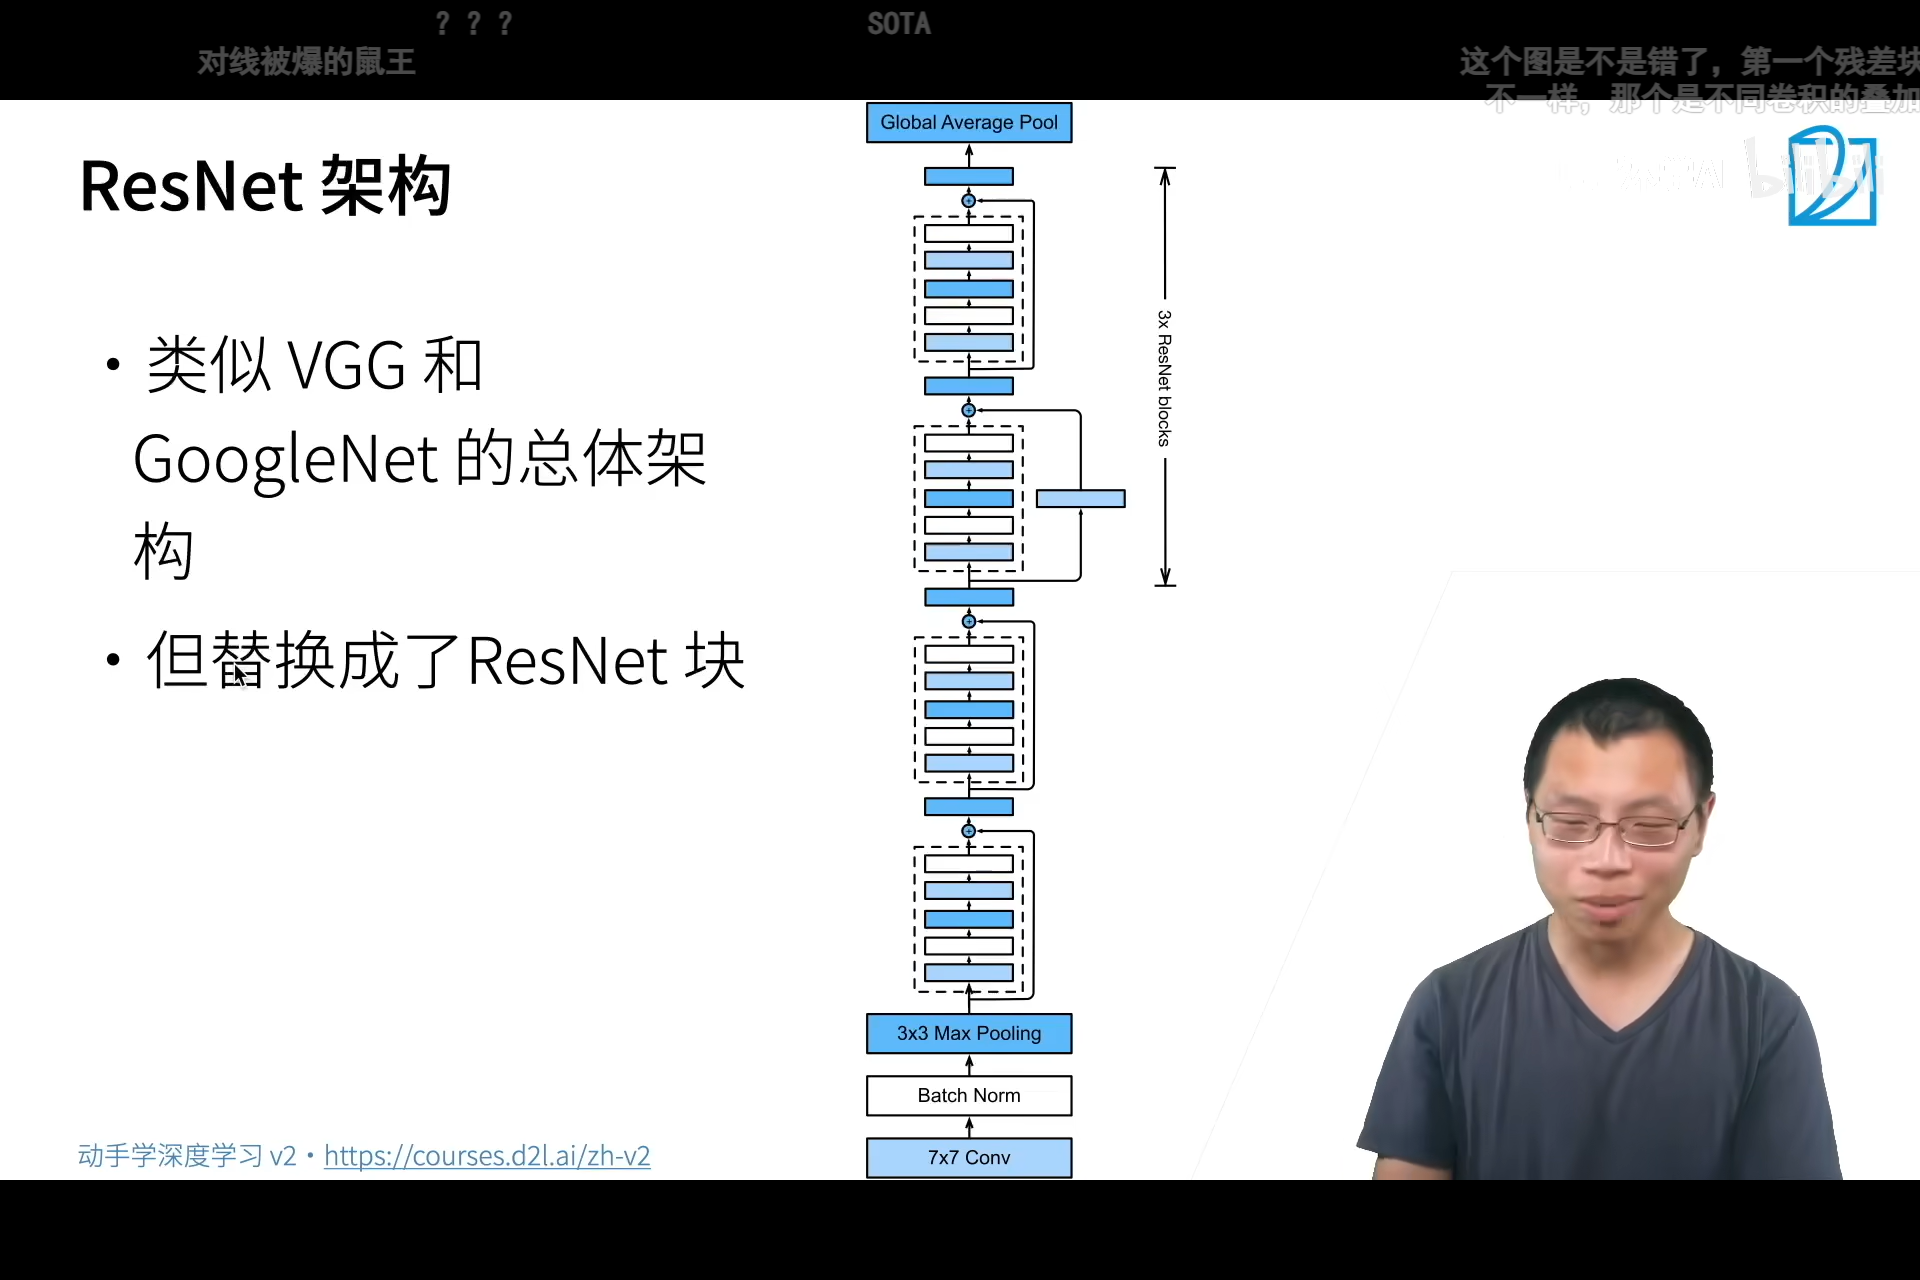 ？？？
SOTA
对线被爆的鼠王
这个图是不是错了，第一个残差块
不一样，那个是不同卷积的叠加
ResNet 架构
bilibili
• 类似 VGG 和
GoogleNet 的总体架
构
• 但替换成了ResNet 块
Global Average Pool
3x ResNet blocks
3x3 Max Pooling
Batch Norm
7x7 Conv
动手学深度学习 v2 • https://courses.d2l.ai/zh-v2